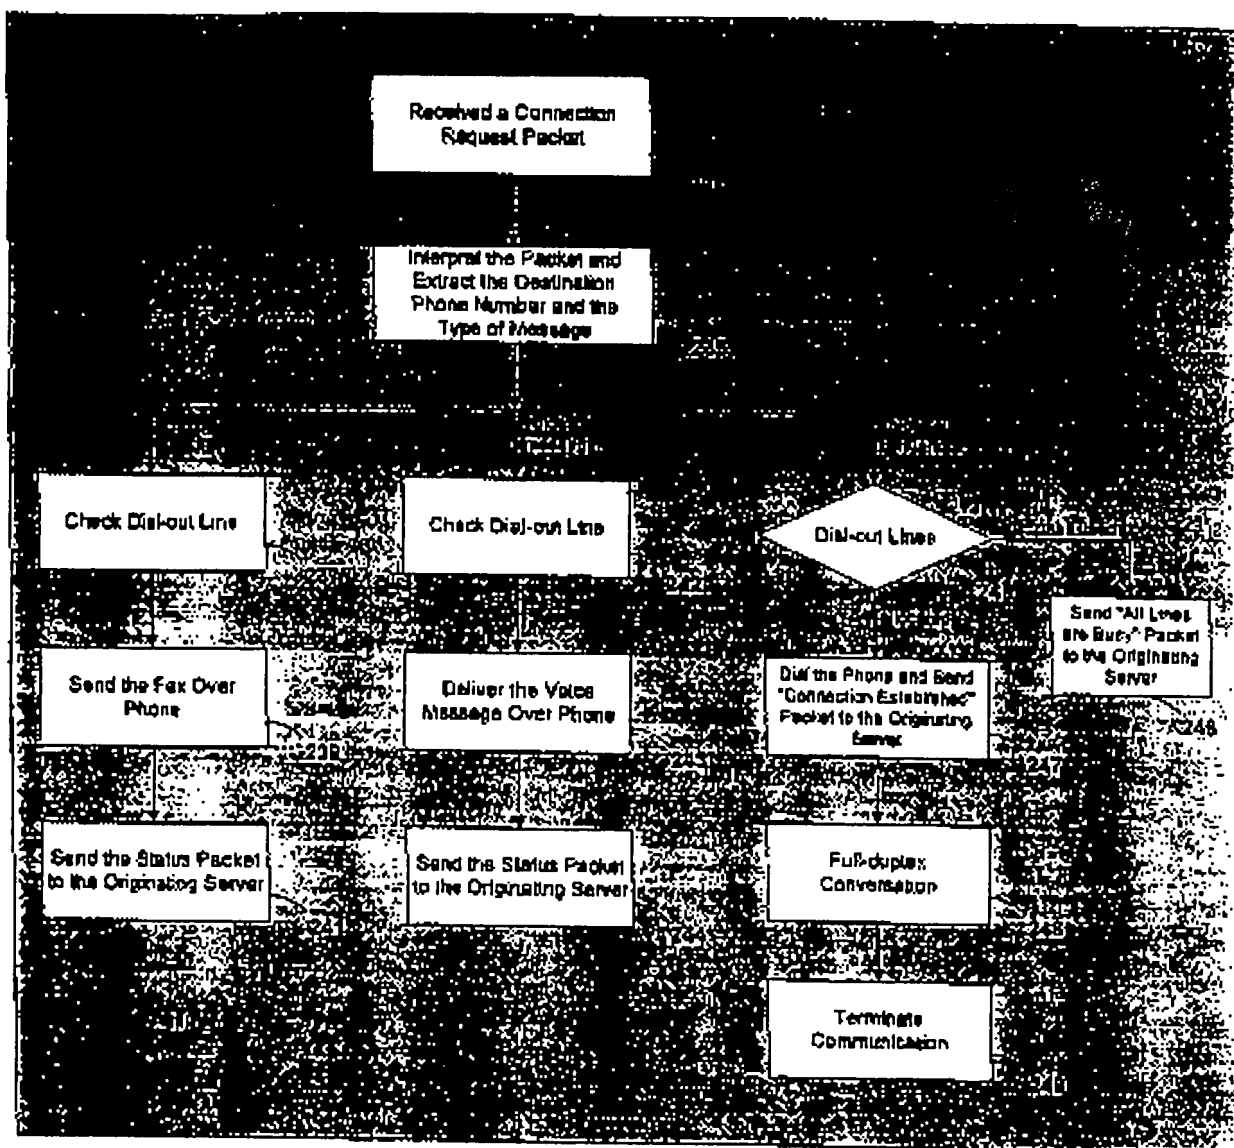 Received a Connection
Request Packet
Interpret the Packet and
Extract the Destination
Phone Number and the
Type of Message
Check Dial-out Line
Check Dial-out Line
Dial-out Lines
Send "All Lines
are Busy" Packet
to the Originating
Server
Send the Fax Over
Phone
Deliver the Voice
Message Over Phone
Dial the Phone and Send
"Connection Established"
Packet to the Originating
Server
248
Send the Status Packet
to the Originating Server
Send the Status Packet
to the Originating Server
Full-duplex
Conversation
Terminate
Communication